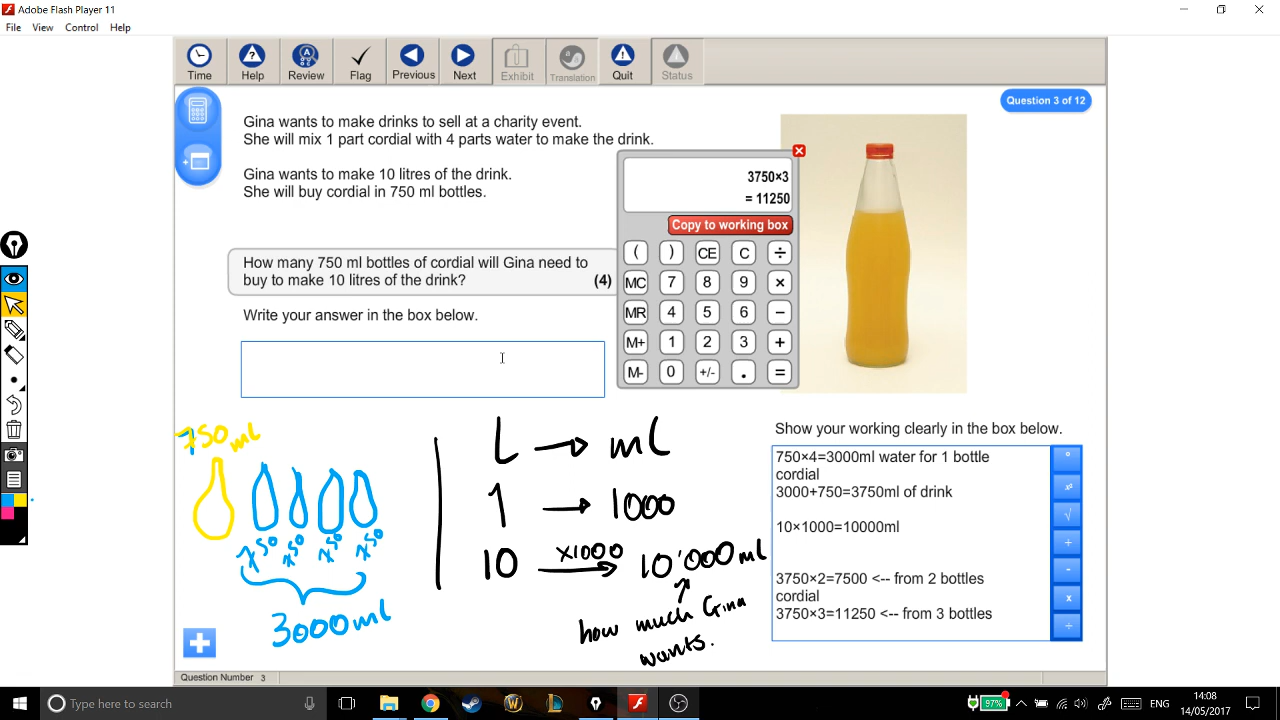 Adobe Flash Player 11
File View Control Help
Time Help Review Flag Previous Next Exhibit Translation Quit Status
Question 3 of 12
Gina wants to make drinks to sell at a charity event.
She will mix 1 part cordial with 4 parts water to make the drink.
Gina wants to make 10 litres of the drink.
She will buy cordial in 750 ml bottles.
How many 750 ml bottles of cordial will Gina need to
buy to make 10 litres of the drink? (4)
Write your answer in the box below.
3750×3
= 11250
Copy to working box
( ) CE C ÷
MC 7 8 9 ×
MR 4 5 6 −
M+ 1 2 3 +
M- 0 +/- . =
750 ml
750 750 750 750
3000ml
L → ml
1 → 1000
10 ×1000 → 10'000ml
how much Gina
wants.
Show your working clearly in the box below.
750×4=3000ml water for 1 bottle
cordial
3000+750=3750ml of drink
10×1000=10000ml
3750×2=7500 <-- from 2 bottles
cordial
3750×3=11250 <-- from 3 bottles
°
x²
√
+
-
x
÷
Question Number 3
Type here to search
97%
ENG
14:08
14/05/2017